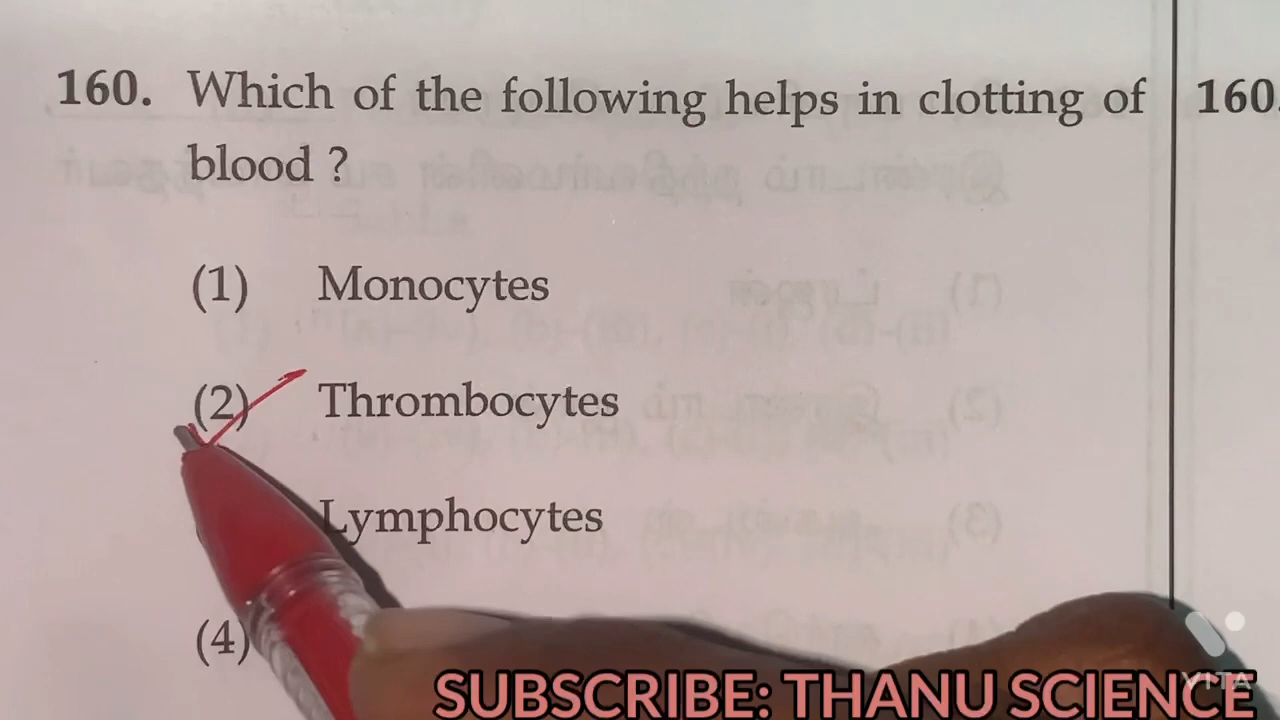 160. Which of the following helps in clotting of
blood ?
160.
(1) Monocytes
(2) Thrombocytes
Lymphocytes
(4)
SUBSCRIBE: THANU SCIENCE
VITA